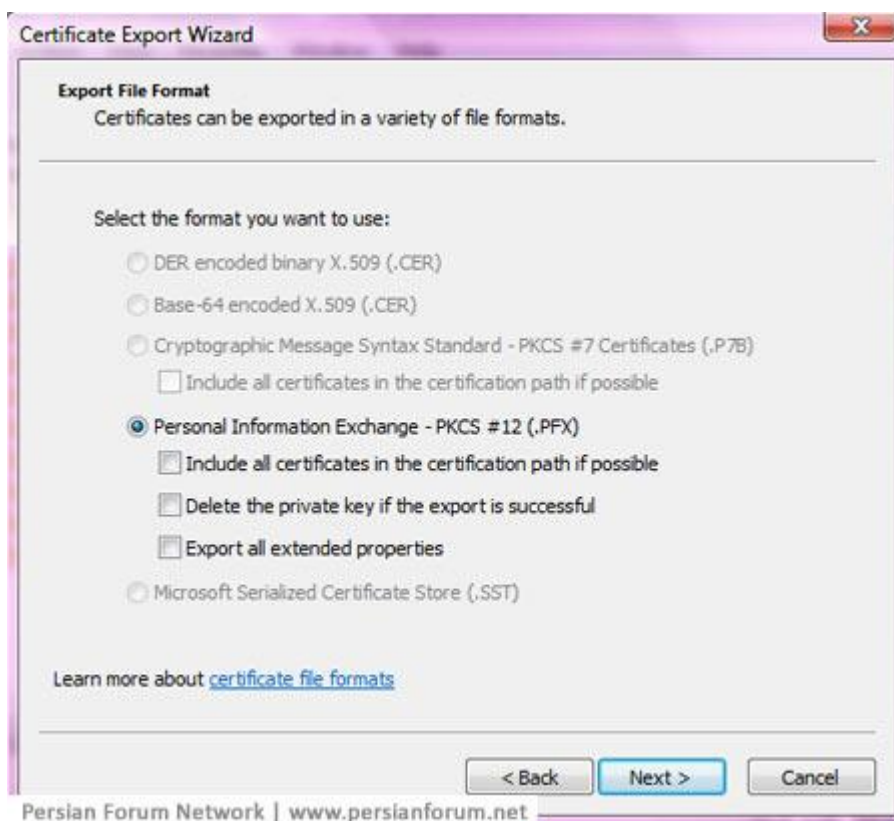 Certificate Export Wizard
Export File Format
Certificates can be exported in a variety of file formats.
Select the format you want to use:
DER encoded binary X.509 (.CER)
Base-64 encoded X.509 (.CER)
Cryptographic Message Syntax Standard - PKCS #7 Certificates (.P7B)
Include all certificates in the certification path if possible
Personal Information Exchange - PKCS #12 (.PFX)
Include all certificates in the certification path if possible
Delete the private key if the export is successful
Export all extended properties
Microsoft Serialized Certificate Store (.SST)
Learn more about certificate file formats
< Back Next > Cancel
Persian Forum Network | www.persianforum.net